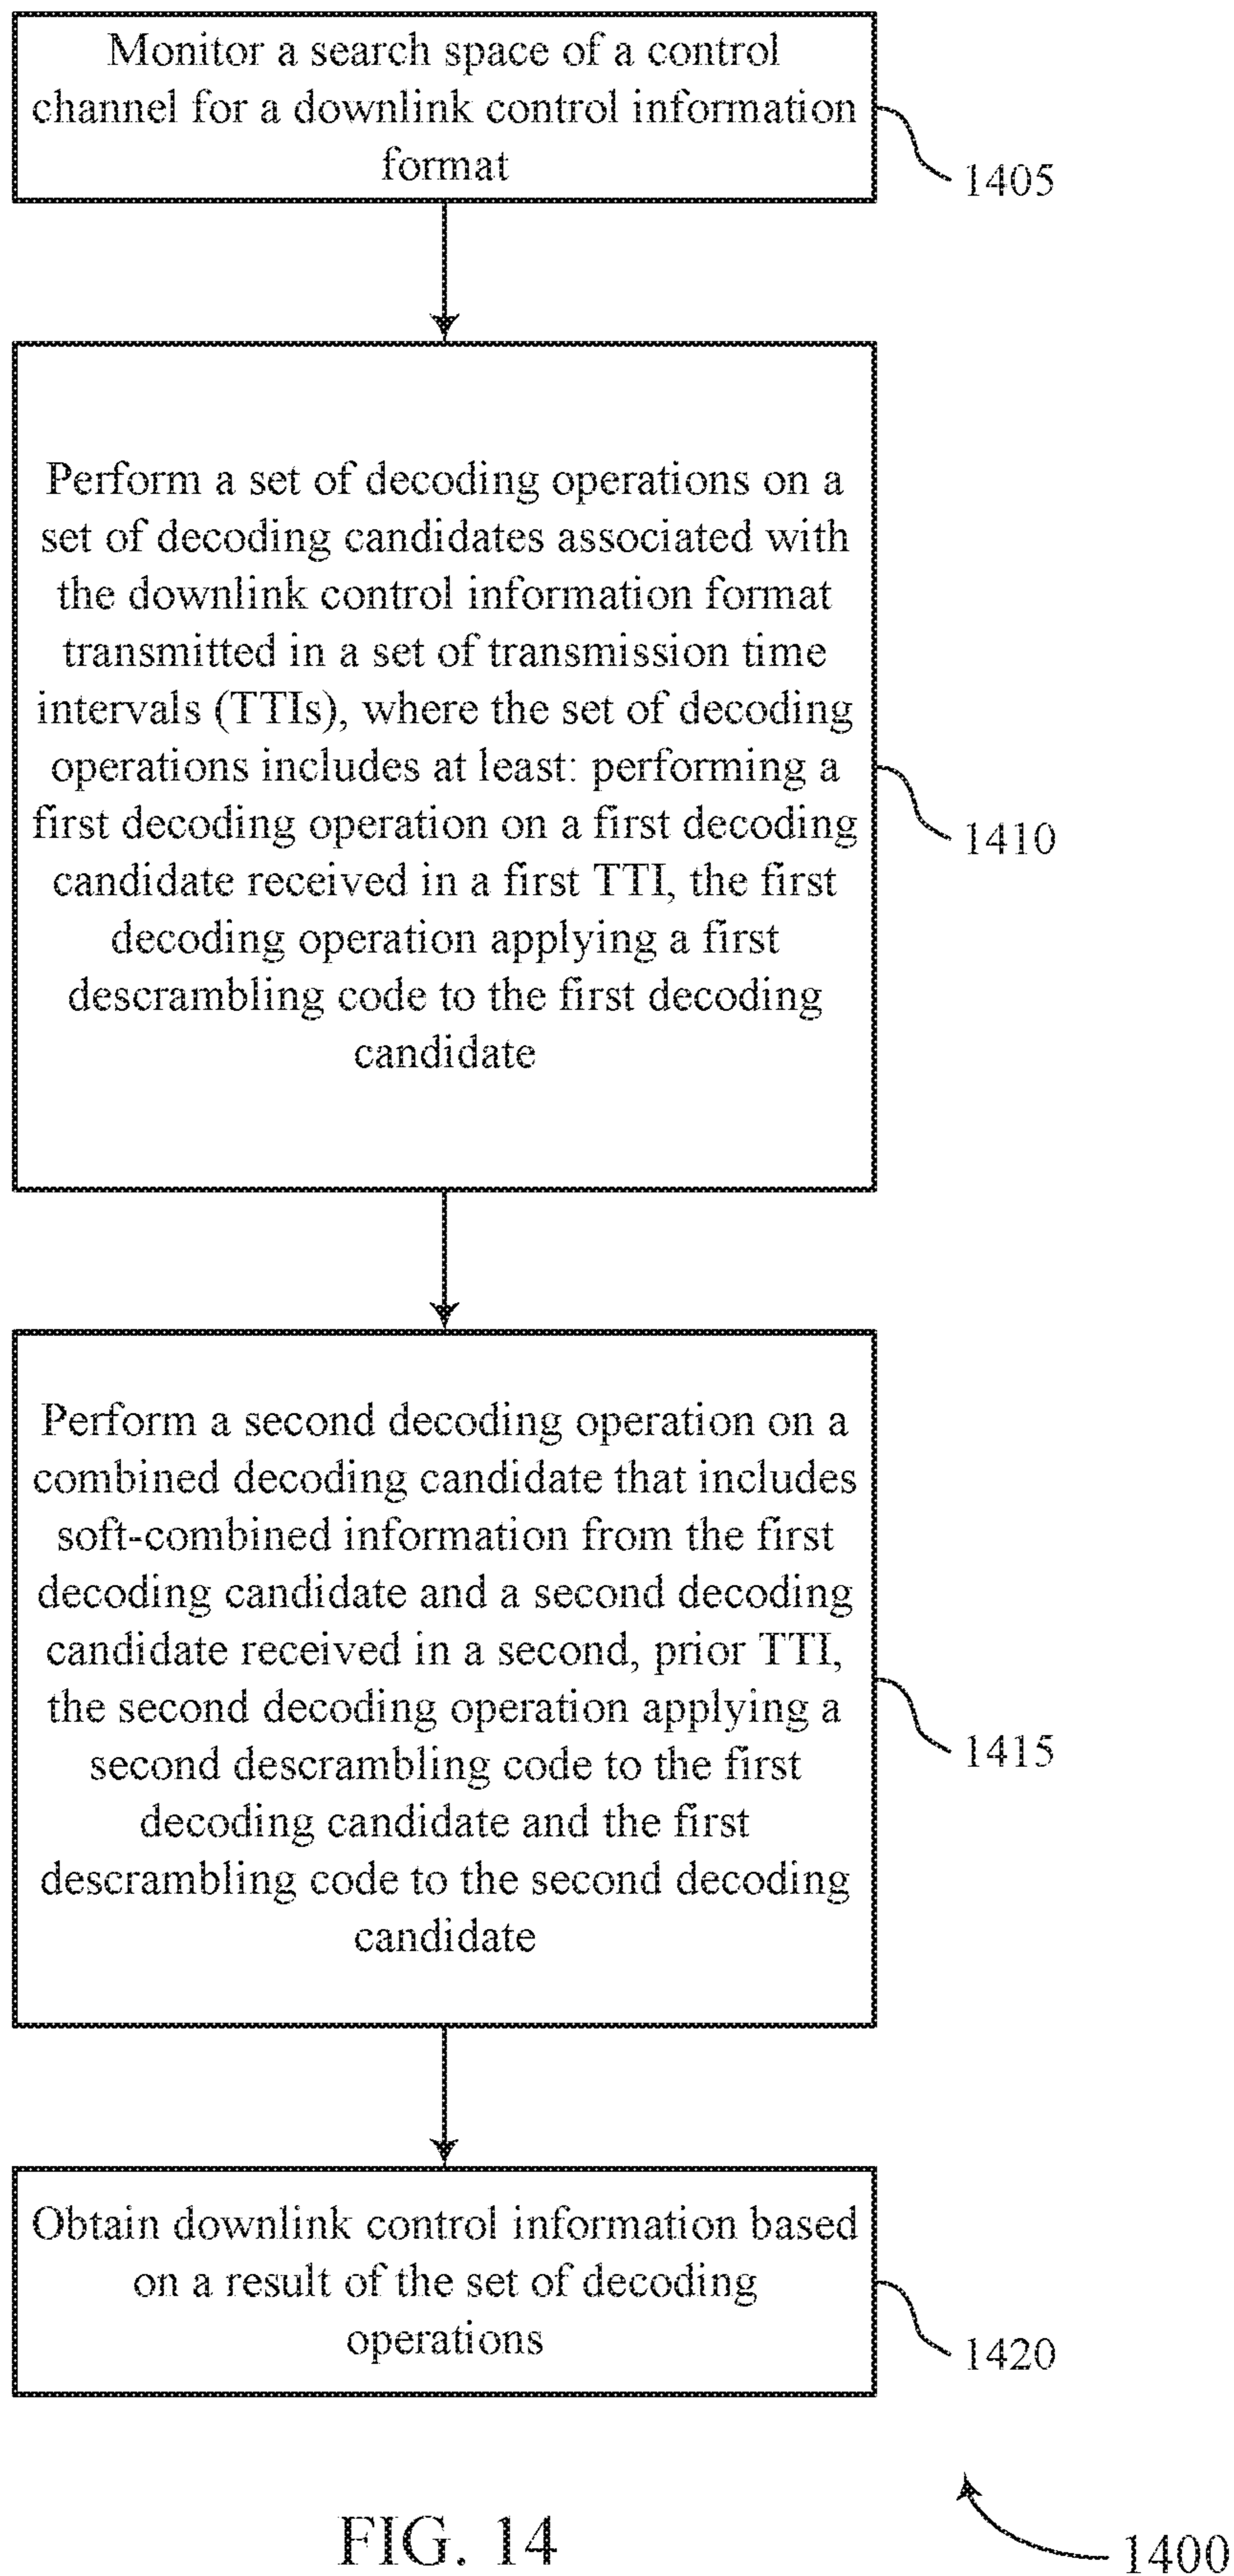 Monitor a search space of a control
channel for a downlink control information
format
1405
Perform a set of decoding operations on a
set of decoding candidates associated with
the downlink control information format
transmitted in a set of transmission time
intervals (TTIs), where the set of decoding
operations includes at least: performing a
first decoding operation on a first decoding
candidate received in a first TTI, the first
decoding operation applying a first
descrambling code to the first decoding
candidate
1410
Perform a second decoding operation on a
combined decoding candidate that includes
soft-combined information from the first
decoding candidate and a second decoding
candidate received in a second, prior TTI,
the second decoding operation applying a
second descrambling code to the first
decoding candidate and the first
descrambling code to the second decoding
candidate
1415
Obtain downlink control information based
on a result of the set of decoding
operations
1420
FIG. 14
1400